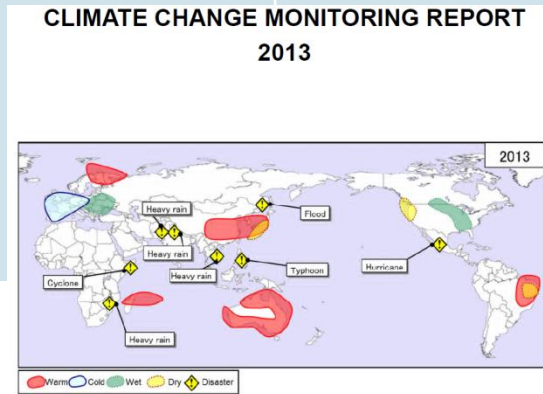 CLIMATE CHANGE MONITORING REPORT
2013
2013
Heavy rain
Flood
Heavy rain
Heavy rain
Typhoon
Hurricane
Cyclone
Heavy rain
Warm Cold Wet Dry Disaster